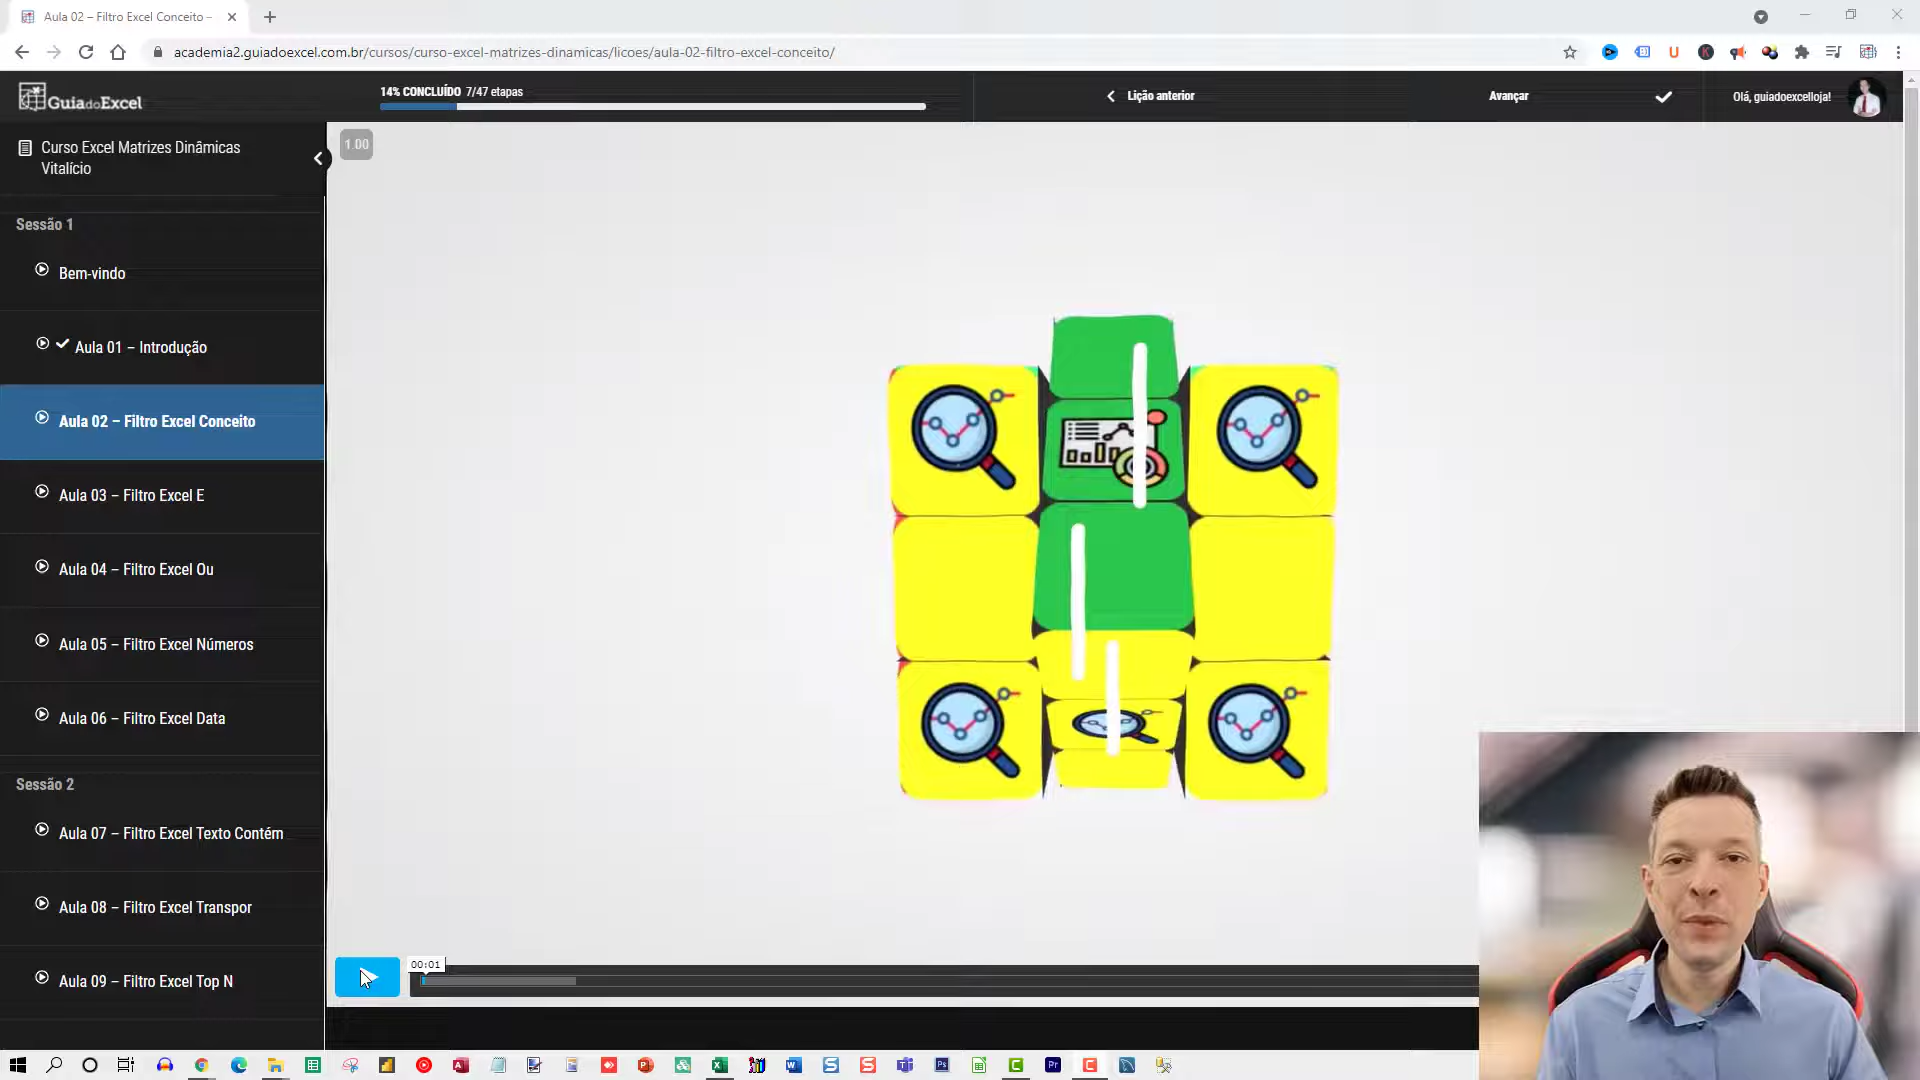 Aula 02 – Filtro Excel Conceito –
academia2.guiadoexcel.com.br/cursos/curso-excel-matrizes-dinamicas/licoes/aula-02-filtro-excel-conceito/
GuiadoExcel
14% CONCLUÍDO 7/47 etapas
Lição anterior
Avançar
Olá, guiadoexcelloja!
Curso Excel Matrizes Dinâmicas
Vitalício
1.00
Sessão 1
Bem-vindo
Aula 01 – Introdução
Aula 02 – Filtro Excel Conceito
Aula 03 – Filtro Excel E
Aula 04 – Filtro Excel Ou
Aula 05 – Filtro Excel Números
Aula 06 – Filtro Excel Data
Sessão 2
Aula 07 – Filtro Excel Texto Contém
Aula 08 – Filtro Excel Transpor
Aula 09 – Filtro Excel Top N
00:01